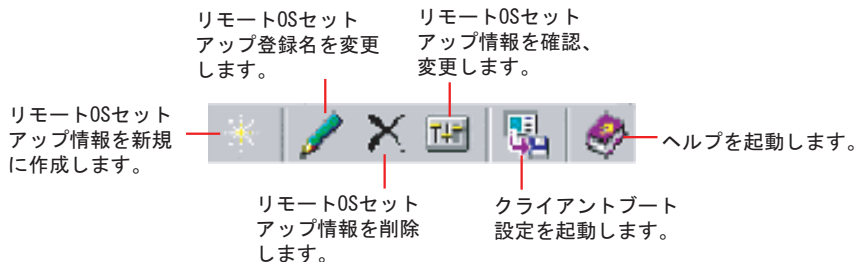 リモートOSセット
アップ登録名を変更
します。
リモートOSセット
アップ情報を確認、
変更します。
リモートOSセット
アップ情報を新規
に作成します。
ヘルプを起動します。
リモートOSセット
アップ情報を削除
します。
クライアントブート
設定を起動します。